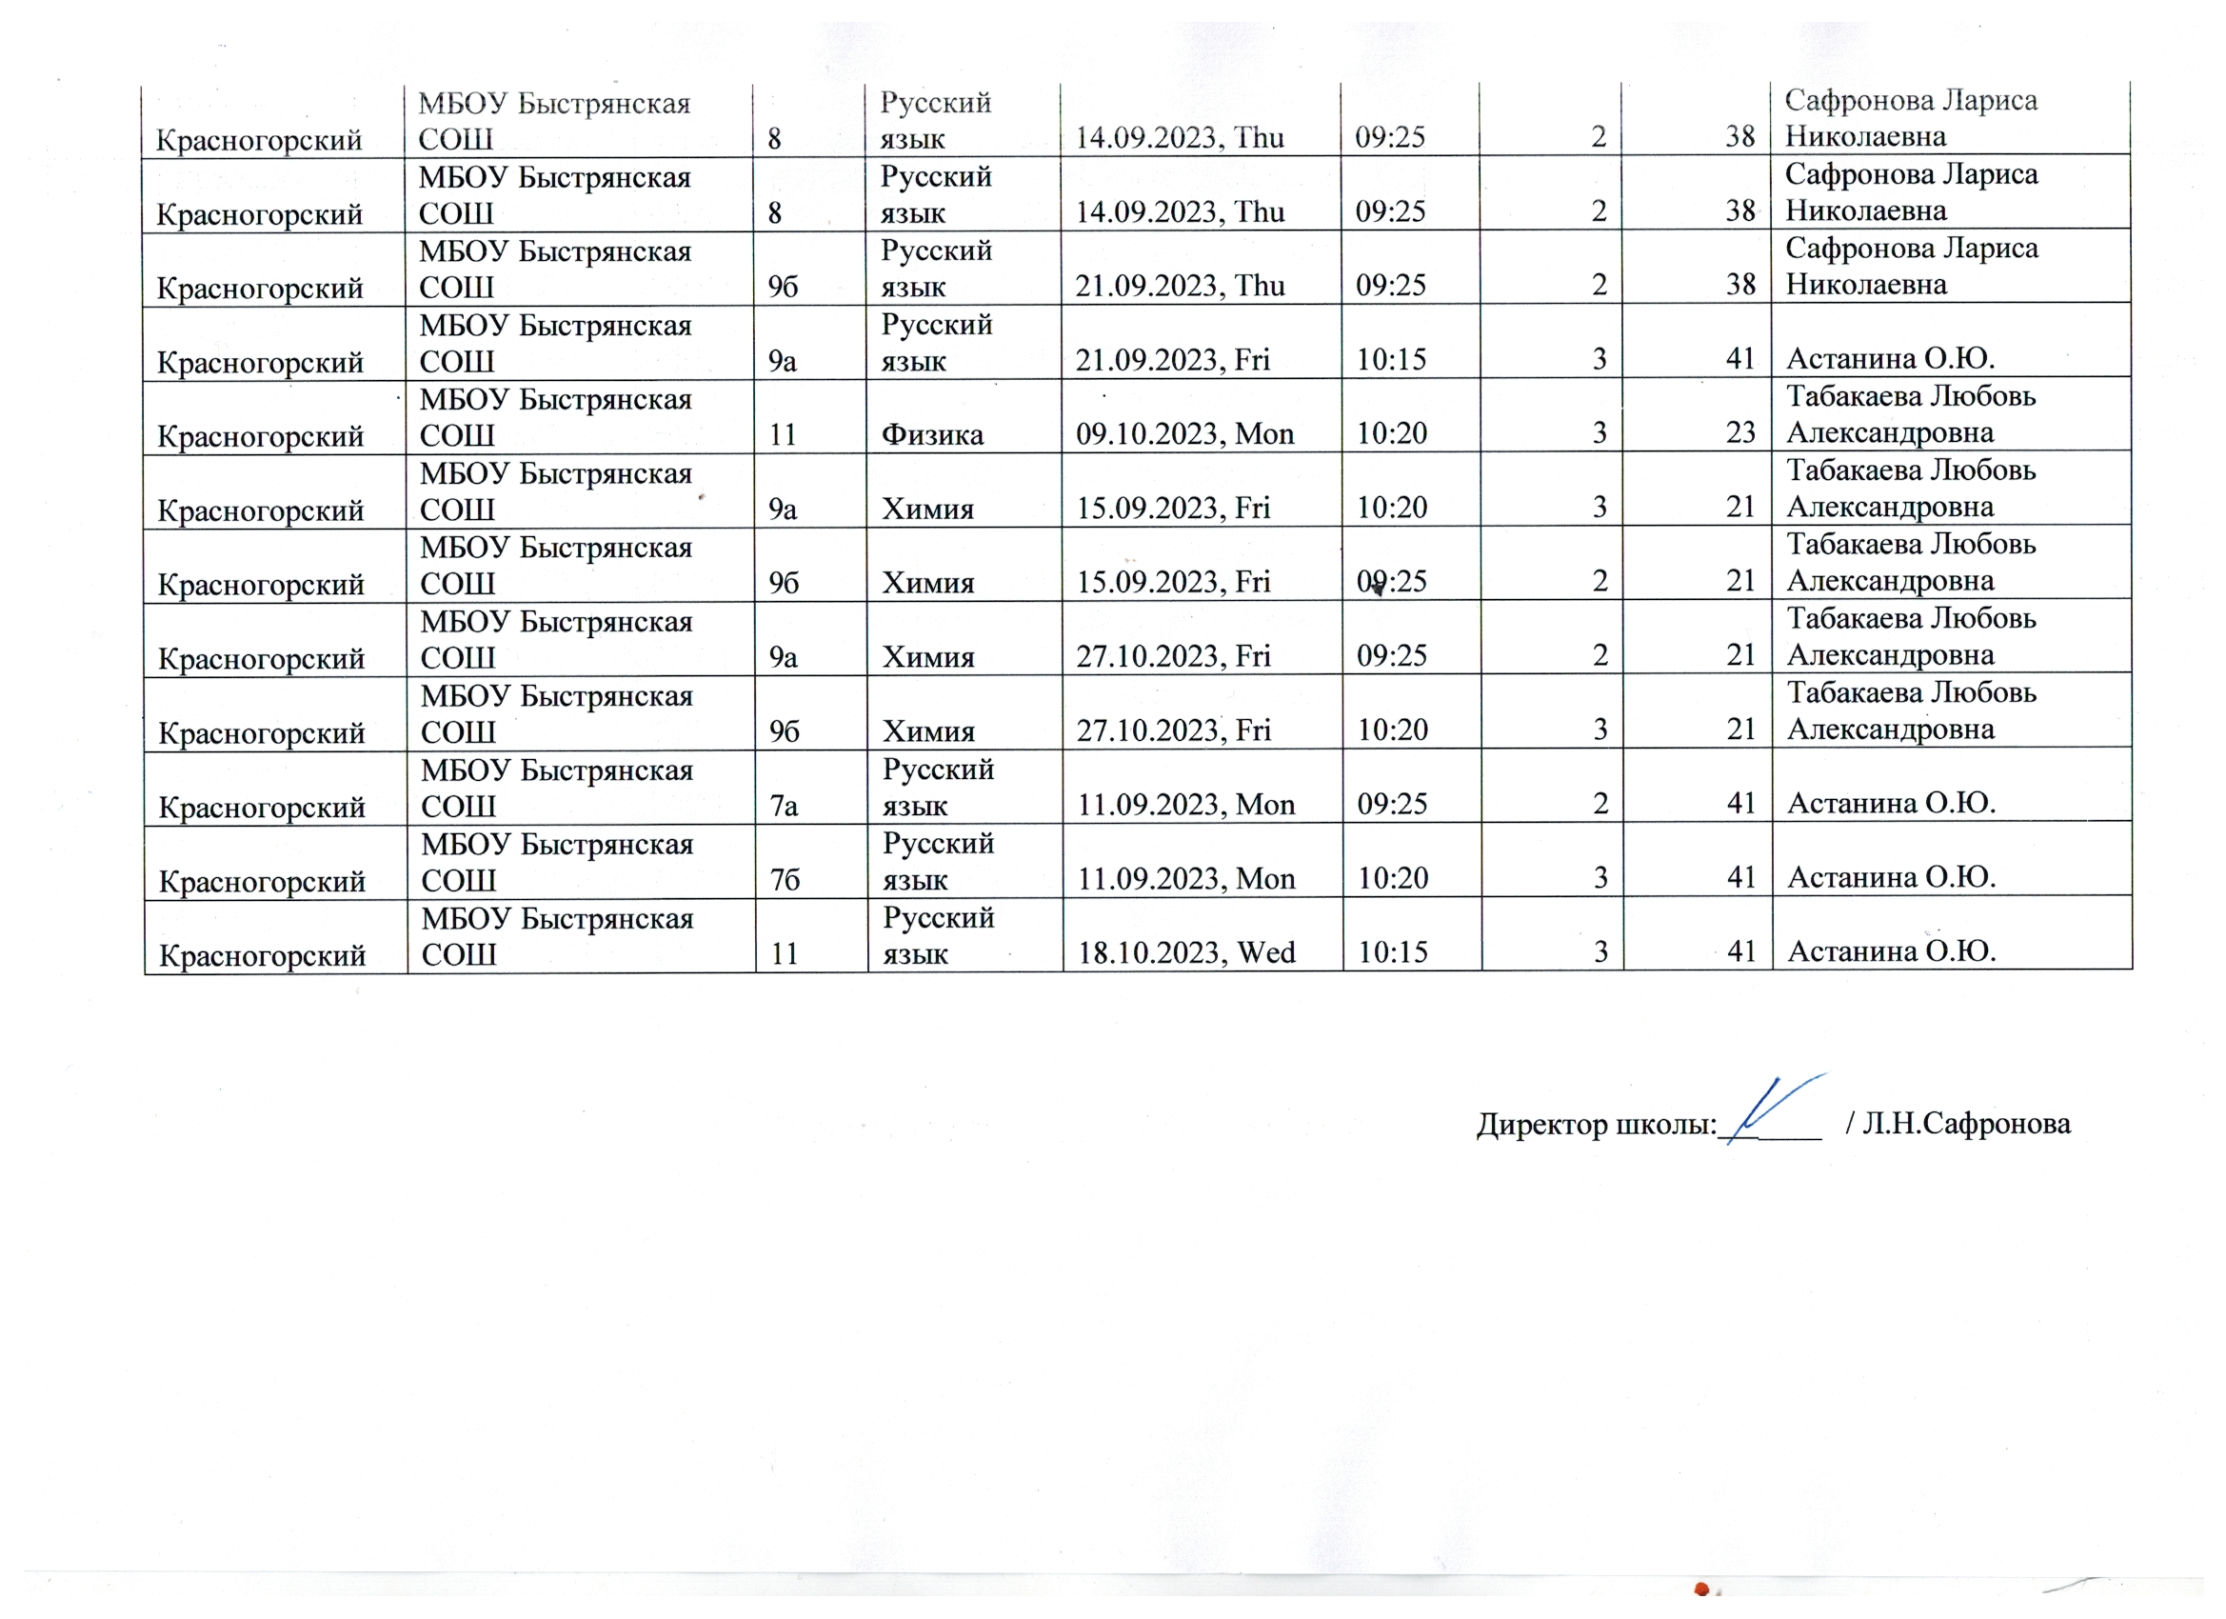 Красногорский МБОУ Быстрянская СОШ 8 Русский язык 14.09.2023, Thu 09:25 2 38 Сафронова Лариса Николаевна
Красногорский МБОУ Быстрянская СОШ 8 Русский язык 14.09.2023, Thu 09:25 2 38 Сафронова Лариса Николаевна
Красногорский МБОУ Быстрянская СОШ 9б Русский язык 21.09.2023, Thu 09:25 2 38 Сафронова Лариса Николаевна
Красногорский МБОУ Быстрянская СОШ 9а Русский язык 21.09.2023, Fri 10:15 3 41 Астанина О.Ю.
Красногорский МБОУ Быстрянская СОШ 11 Физика 09.10.2023, Mon 10:20 3 23 Табакаева Любовь Александровна
Красногорский МБОУ Быстрянская СОШ 9а Химия 15.09.2023, Fri 10:20 3 21 Табакаева Любовь Александровна
Красногорский МБОУ Быстрянская СОШ 9б Химия 15.09.2023, Fri 09:25 2 21 Табакаева Любовь Александровна
Красногорский МБОУ Быстрянская СОШ 9а Химия 27.10.2023, Fri 09:25 2 21 Табакаева Любовь Александровна
Красногорский МБОУ Быстрянская СОШ 9б Химия 27.10.2023, Fri 10:20 3 21 Табакаева Любовь Александровна
Красногорский МБОУ Быстрянская СОШ 7а Русский язык 11.09.2023, Mon 09:25 2 41 Астанина О.Ю.
Красногорский МБОУ Быстрянская СОШ 7б Русский язык 11.09.2023, Mon 10:20 3 41 Астанина О.Ю.
Красногорский МБОУ Быстрянская СОШ 11 Русский язык 18.10.2023, Wed 10:15 3 41 Астанина О.Ю.
Директор школы:_______ / Л.Н.Сафронова